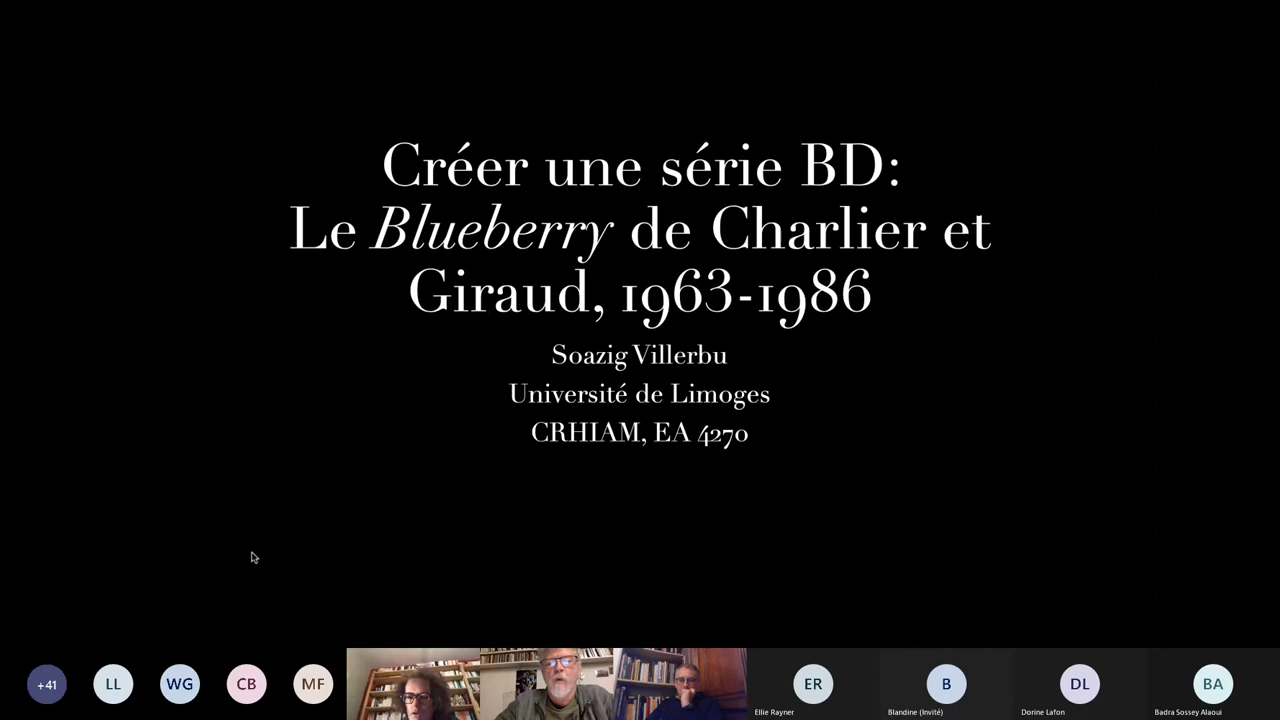 Créer une série BD:
Le Blueberry de Charlier et
Giraud, 1963-1986
Soazig Villerbu
Université de Limoges
CRHIAM, EA 4270
+41
LL
WG
CB
MF
ER
B
DL
BA
Ellie Rayner
Blandine (Invité)
Dorine Lafon
Badra Sossey Alaoui